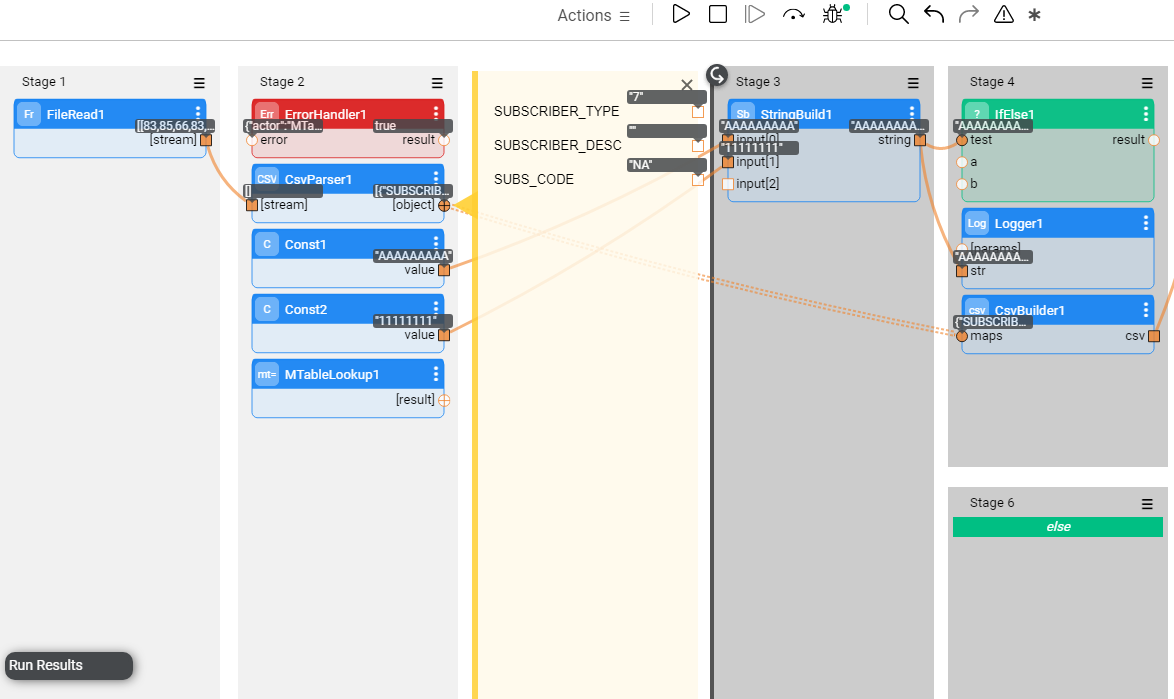 Actions
Stage 1
Fr FileRead1
[[83,85,66,83,...
[stream]
Stage 2
Err ErrorHandler1
{"actor":"MTa... true
error result
CSV CsvParser1
[{"SUBSCRIB...
[stream] [object]
C Const1
"AAAAAAAAA"
value
C Const2
"11111111"
value
mt= MTableLookup1
[result]
"7"
SUBSCRIBER_TYPE
""
SUBSCRIBER_DESC
"NA"
SUBS_CODE
Stage 3
Sb StringBuild1
"AAAAAAAAA" "AAAAAAAA...
input[0] string
"11111111"
input[1]
input[2]
Stage 4
? IfElse1
"AAAAAAAA...
test result
a
b
Log Logger1
[params]
"AAAAAAAA...
str
csv CsvBuilder1
{"SUBSCRIB...
maps csv
Stage 6
else
Run Results